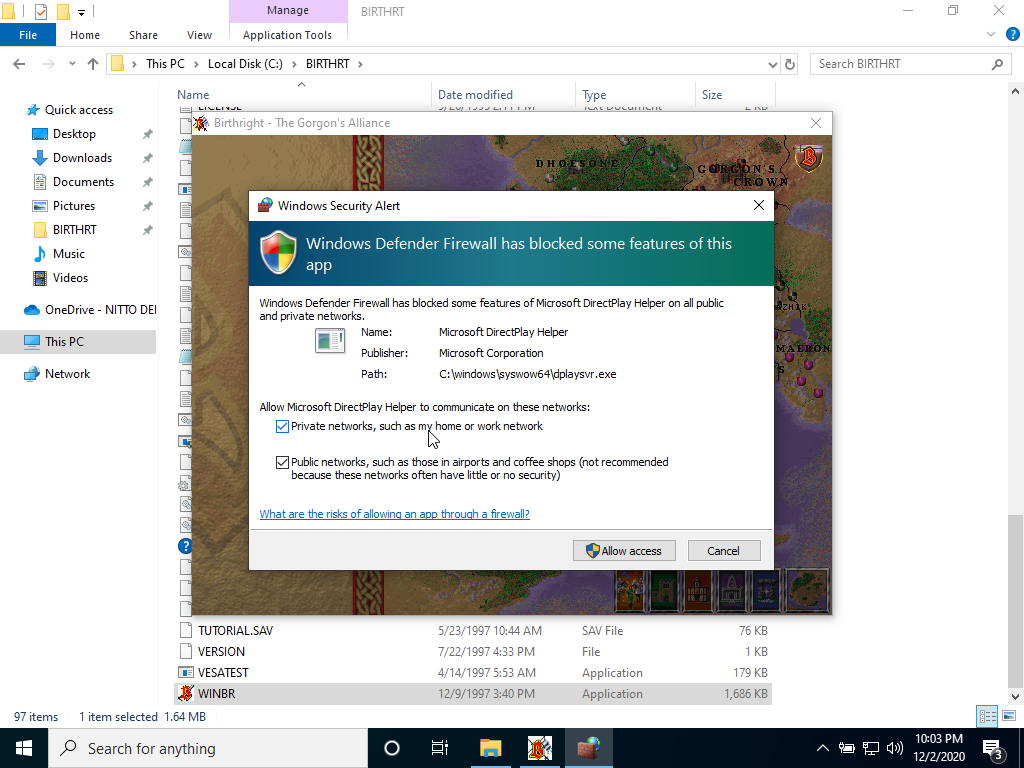 Manage
BIRTHRT
File
Home
Share
View
Application Tools
This PC
Local Disk (C:)
BIRTHRT
Search BIRTHRT
Name
Date modified
Type
Size
Quick access
Desktop
Downloads
Documents
Pictures
BIRTHRT
Music
Videos
OneDrive - NITTO DE
This PC
Network
LICENSE
Text Document
2 KB
Birthright - The Gorgon's Alliance
DHOESONE
GORGON'S
CROWN
MAERON
Windows Security Alert
Windows Defender Firewall has blocked some features of this
app
Windows Defender Firewall has blocked some features of Microsoft DirectPlay Helper on all public
and private networks.
Name:
Microsoft DirectPlay Helper
Publisher:
Microsoft Corporation
Path:
C:\windows\syswow64\dplaysvr.exe
Allow Microsoft DirectPlay Helper to communicate on these networks:
Private networks, such as my home or work network
Public networks, such as those in airports and coffee shops (not recommended
because these networks often have little or no security)
What are the risks of allowing an app through a firewall?
Allow access
Cancel
TUTORIAL.SAV
5/23/1997 10:44 AM
SAV File
76 KB
VERSION
7/22/1997 4:33 PM
File
1 KB
VESATEST
4/14/1997 5:53 AM
Application
179 KB
WINBR
12/9/1997 3:40 PM
Application
1,686 KB
97 items
1 item selected
1.64 MB
Search for anything
10:03 PM
12/2/2020
3